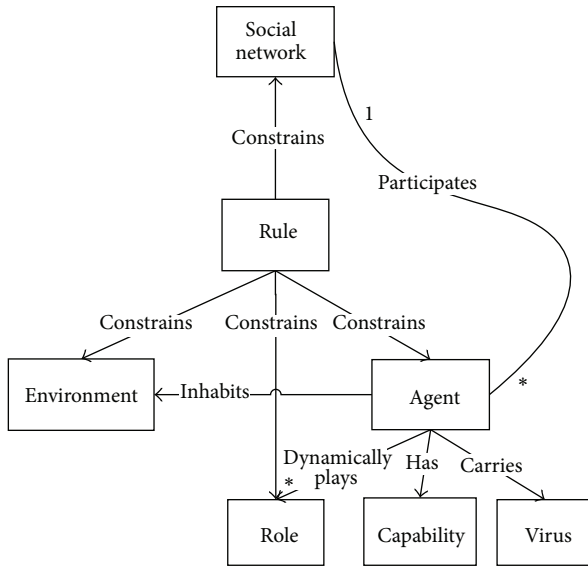 Social
network
1
Constrains
Participates
Rule
Constrains
Constrains
Constrains
Environment
Inhabits
Agent
*
Dynamically
plays
*
Has
Carries
Role
Capability
Virus